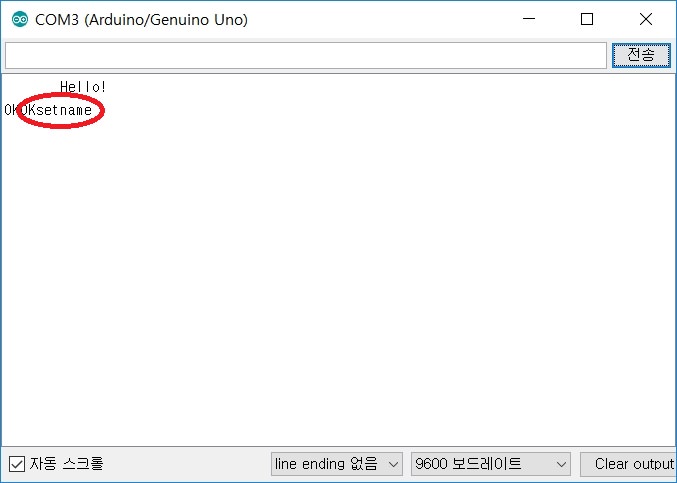 COM3 (Arduino/Genuino Uno)
전송
Hello!
OKOKsetname
자동 스크롤
line ending 없음
9600 보드레이트
Clear output